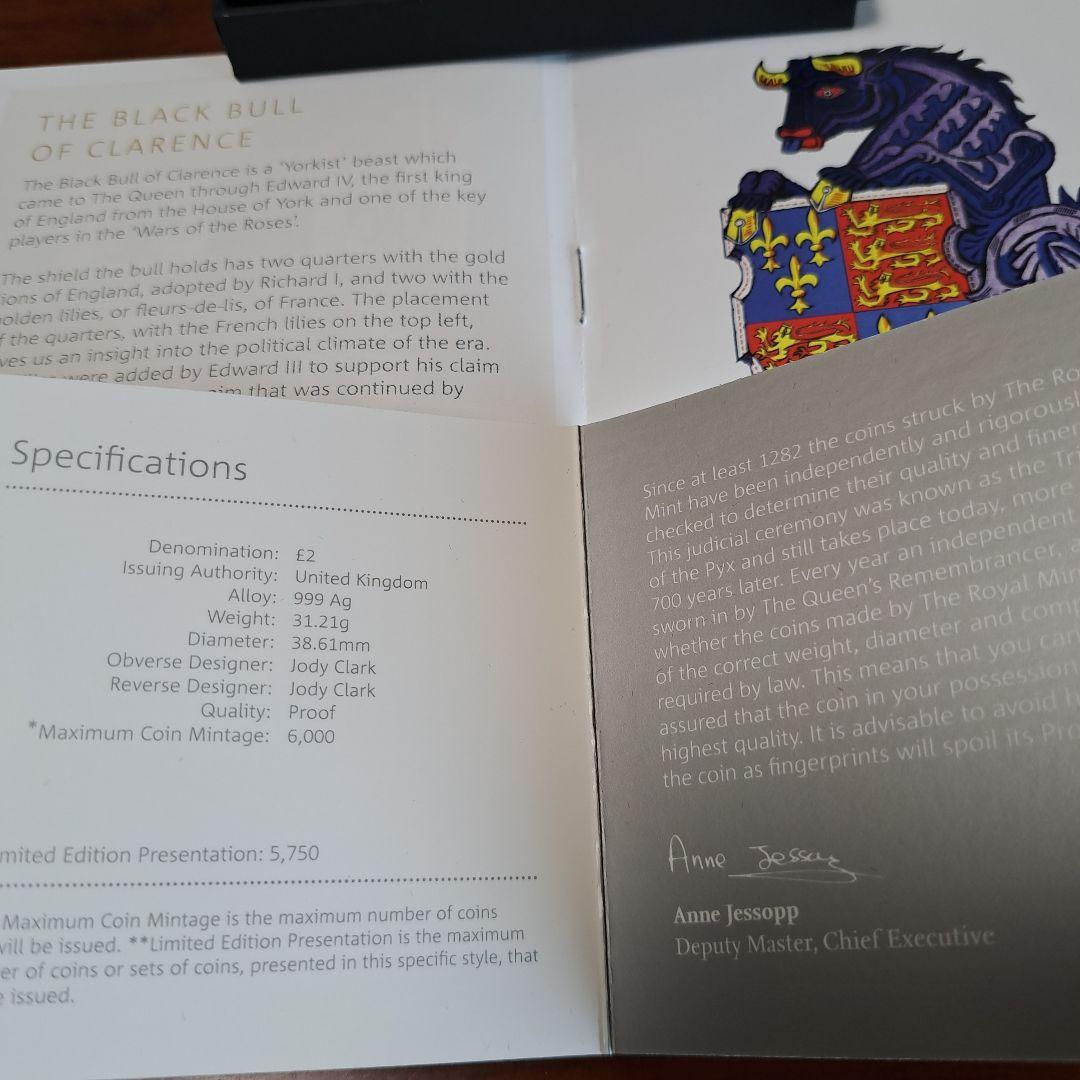 THE BLACK BULL
OF CLARENCE
The Black Bull of Clarence is a 'Yorkist' beast which
came to The Queen through Edward IV, the first king
of England from the House of York and one of the key
players in the 'Wars of the Roses'.
The shield the bull holds has two quarters with the gold
ions of England, adopted by Richard I, and two with the
olden lilies, or fleurs-de-lis, of France. The placement
f the quarters, with the French lilies on the top left,
ves us an insight into the political climate of the era.
were added by Edward III to support his claim
that was continued by
Specifications
Denomination: £2
Issuing Authority: United Kingdom
Alloy: 999 Ag
Weight: 31.21g
Diameter: 38.61mm
Obverse Designer: Jody Clark
Reverse Designer: Jody Clark
Quality: Proof
*Maximum Coin Mintage: 6,000
mited Edition Presentation: 5,750
Maximum Coin Mintage is the maximum number of coins
will be issued. **Limited Edition Presentation is the maximum
er of coins or sets of coins, presented in this specific style, that
e issued.
Since at least 1282 the coins struck by The Ro
Mint have been independently and rigorousl
checked to determine their quality and finen
This judicial ceremony was known as the Tri
of the Pyx and still takes place today, more
700 years later. Every year an independent
sworn in by The Queen's Remembrancer, a
whether the coins made by The Royal Min
of the correct weight, diameter and comp
required by law. This means that you can
assured that the coin in your possession
highest quality. It is advisable to avoid h
the coin as fingerprints will spoil its Pro
Anne Jessopp
Anne Jessopp
Deputy Master, Chief Executive